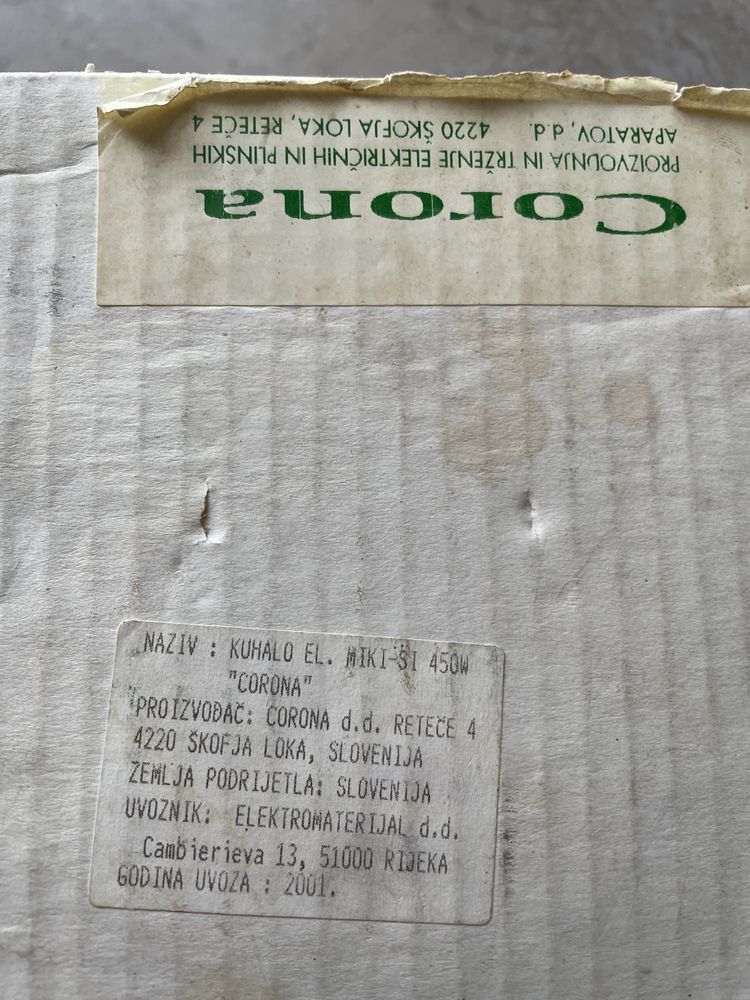 Corona
PROIZVODNJA IN TRŽENJE ELEKTRIČNIH IN PLINSKIH
APARATOV, d.d. 4220 ŠKOFJA LOKA, RETEČE 4
NAZIV : KUHALO EL. MIKI-SI 450W
"CORONA"
PROIZVOĐAČ: CORONA d.d. RETEČE 4
4220 ŠKOFJA LOKA, SLOVENIJA
ZEMLJA PODRIJETLA: SLOVENIJA
UVOZNIK: ELEKTROMATERIJAL d.d.
Cambierieva 13, 51000 RIJEKA
GODINA UVOZA : 2001.